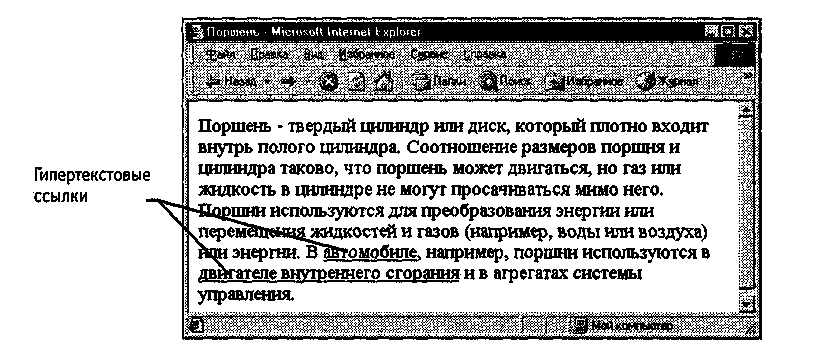 Поршень - Microsoft Internet Explorer
Файл Правка Вид Избранное Сервис Справка
Назад Папки Поиск Избранное Журнал
Поршень - твердый цилиндр или диск, который плотно входит
внутрь полого цилиндра. Соотношение размеров поршня и
цилиндра таково, что поршень может двигаться, но газ или
жидкость в цилиндре не могут просачиваться мимо него.
Поршни используются для преобразования энергии или
перемещения жидкостей и газов (например, воды или воздуха)
или энергии. В автомобиле, например, поршни используются в
двигателе внутреннего сгорания и в агрегатах системы
управления.
Мой компьютер
Гипертекстовые
ссылки